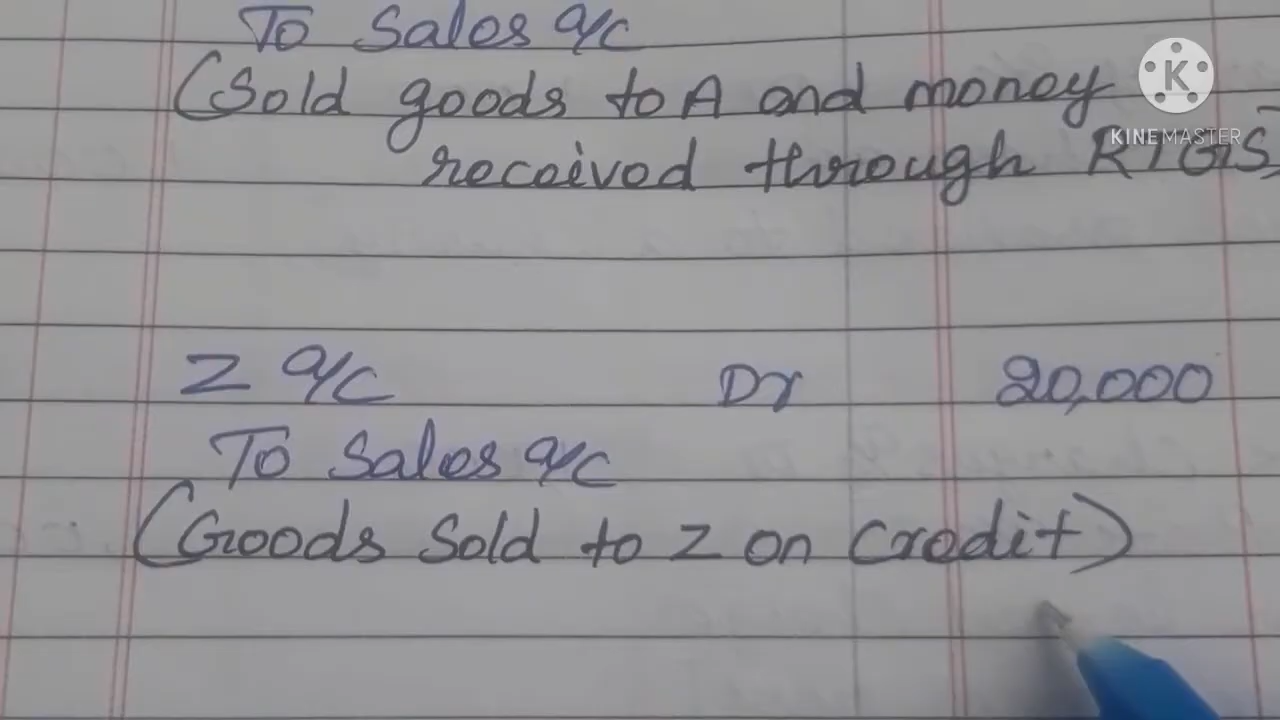 To Sales a/c
(Sold goods to A and money
received through RTGS)
K
KINEMASTER
Z a/c Dr 20,000
To Sales a/c
(Goods Sold to Z on Credit)